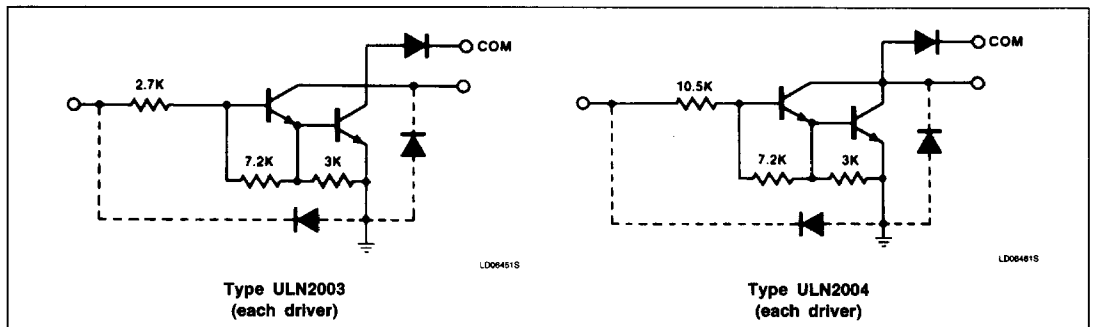 COM
2.7K
7.2K
3K
LD06451S
Type ULN2003
(each driver)
COM
10.5K
7.2K
3K
LD06461S
Type ULN2004
(each driver)